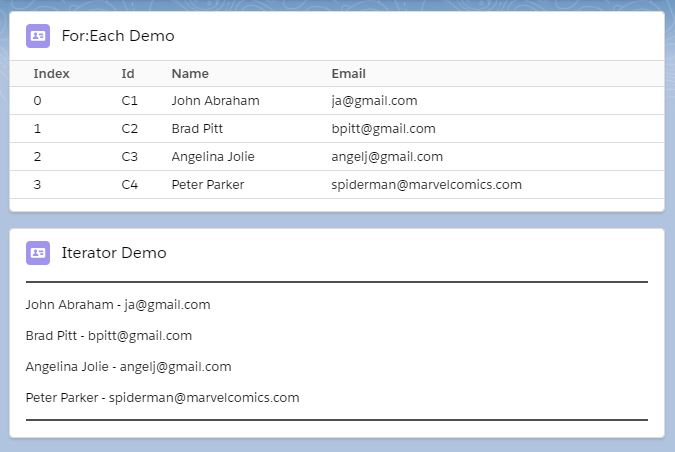 For:Each Demo
Index Id Name Email
0 C1 John Abraham ja@gmail.com
1 C2 Brad Pitt bpitt@gmail.com
2 C3 Angelina Jolie angelj@gmail.com
3 C4 Peter Parker spiderman@marvelcomics.com
Iterator Demo
John Abraham - ja@gmail.com
Brad Pitt - bpitt@gmail.com
Angelina Jolie - angelj@gmail.com
Peter Parker - spiderman@marvelcomics.com